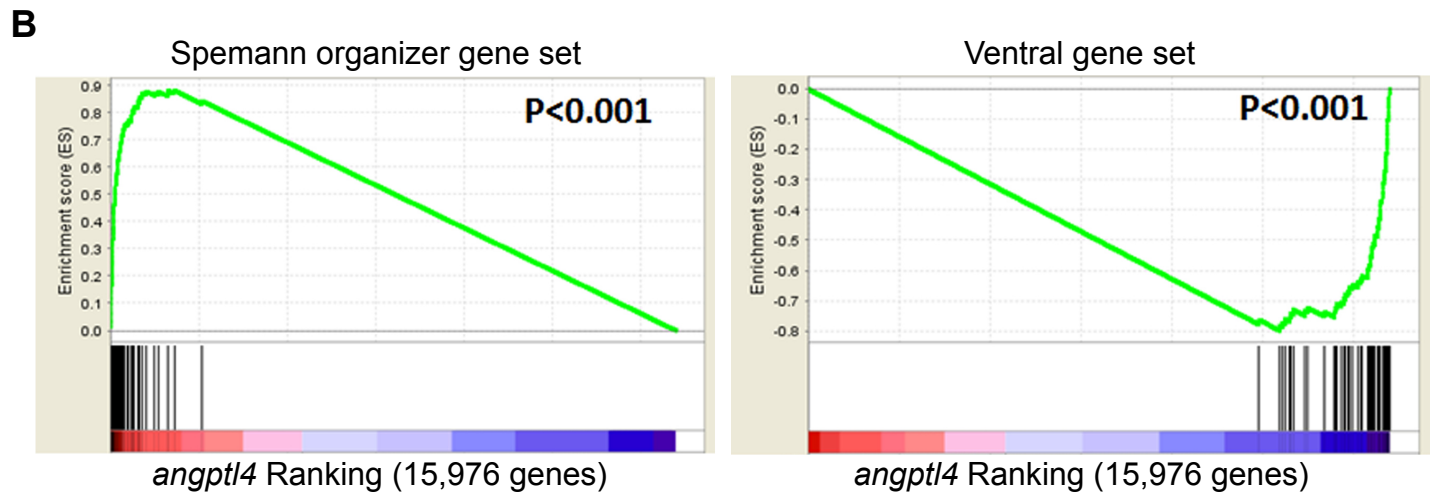 B
Spemann organizer gene set
Enrichment score (ES)
0.9
0.8
0.7
0.6
0.5
0.4
0.3
0.2
0.1
0.0
P<0.001
angptl4 Ranking (15,976 genes)
Ventral gene set
Enrichment score (ES)
0.0
-0.1
-0.2
-0.3
-0.4
-0.5
-0.6
-0.7
-0.8
P<0.001
angptl4 Ranking (15,976 genes)